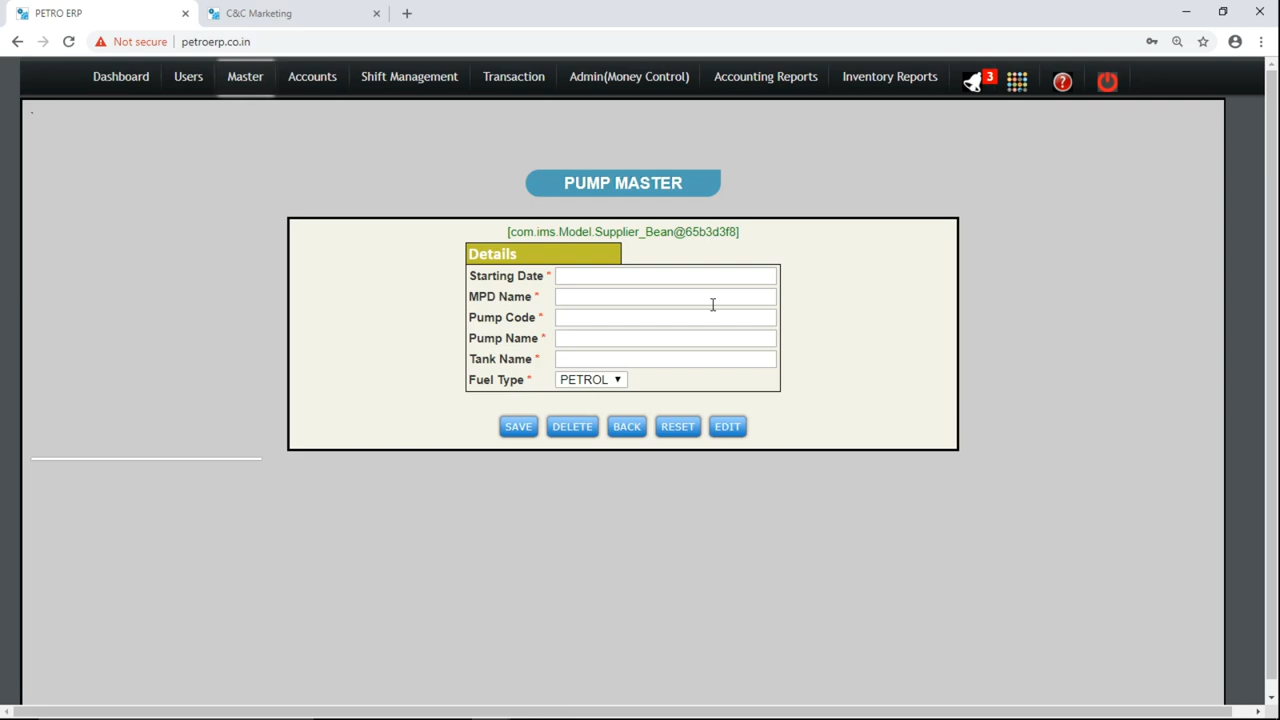 PETRO ERP
C&C Marketing
Not secure
petroerp.co.in
Dashboard
Users
Master
Accounts
Shift Management
Transaction
Admin(Money Control)
Accounting Reports
Inventory Reports
3
?
PUMP MASTER
[com.ims.Model.Supplier_Bean@65b3d3f8]
Details
Starting Date *
MPD Name *
Pump Code *
Pump Name *
Tank Name *
Fuel Type *
PETROL
SAVE
DELETE
BACK
RESET
EDIT